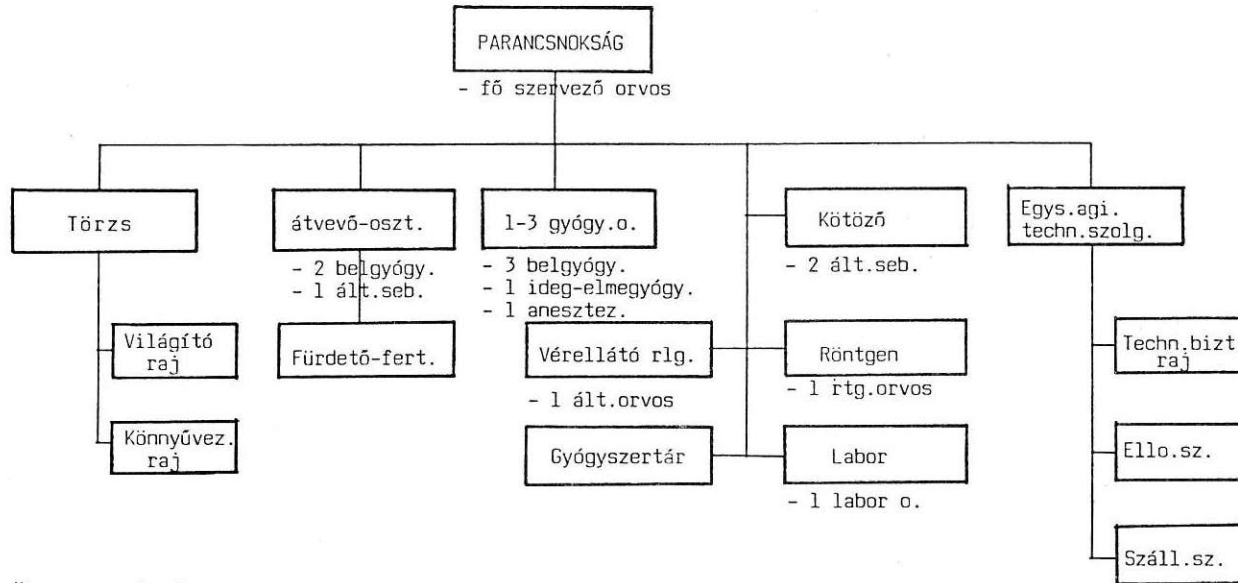 PARANCSNOKSÁG
- fő szervező orvos
Törzs
Világító
raj
Könnyűvez.
raj
átvevő-oszt.
- 2 belgyógy.
- 1 ált.seb.
Fürdető-fert.
1-3 gyógy.o.
- 3 belgyógy.
- 1 ideg-elmegyógy.
- 1 anesztez.
Vérellátó rlg.
- 1 ált.orvos
Gyógyszertár
Kötöző
- 2 ált.seb.
Röntgen
- 1 rtg.orvos
Labor
- 1 labor o.
Egys.agi.
techn.szolg.
Techn.bizt
raj
Ello.sz.
Száll.sz.